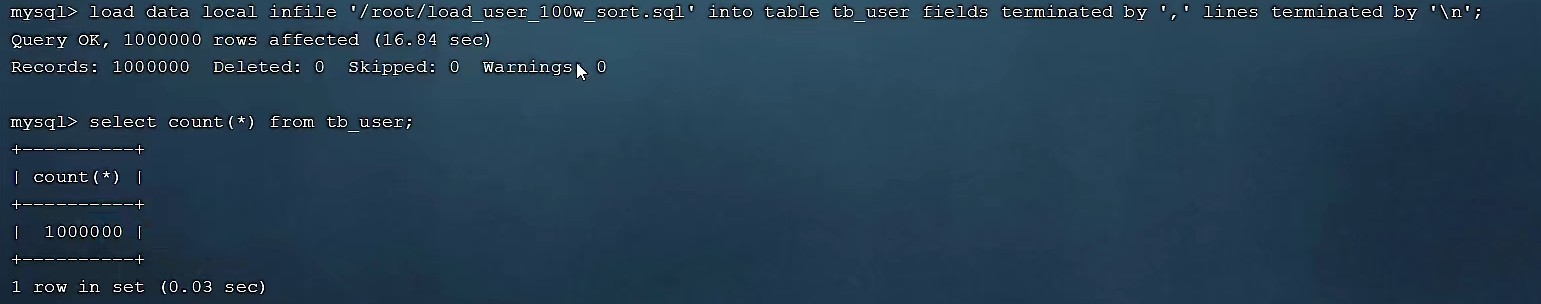 mysql> load data local infile '/root/load_user_100w_sort.sql' into table tb_user fields terminated by ',' lines terminated by '\n';
Query OK, 1000000 rows affected (16.84 sec)
Records: 1000000  Deleted: 0  Skipped: 0  Warnings: 0
mysql> select count(*) from tb_user;
+----------+
| count(*) |
+----------+
|  1000000 |
+----------+
1 row in set (0.03 sec)